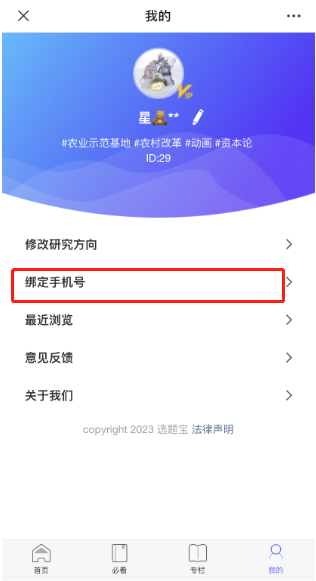 我的
VIP
星🧸**
#农业示范基地 #农村改革 #动画 #资本论
ID:29
修改研究方向
绑定手机号
最近浏览
意见反馈
关于我们
copyright 2023 选题宝 法律声明
首页 必看 专栏 我的